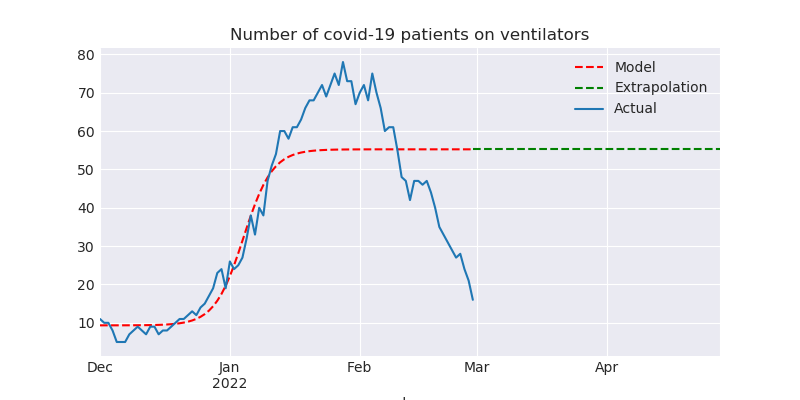 Number of covid-19 patients on ventilators
80
70
60
50
40
30
20
10
Model
Extrapolation
Actual
Dec
Jan
2022
Feb
Mar
Apr